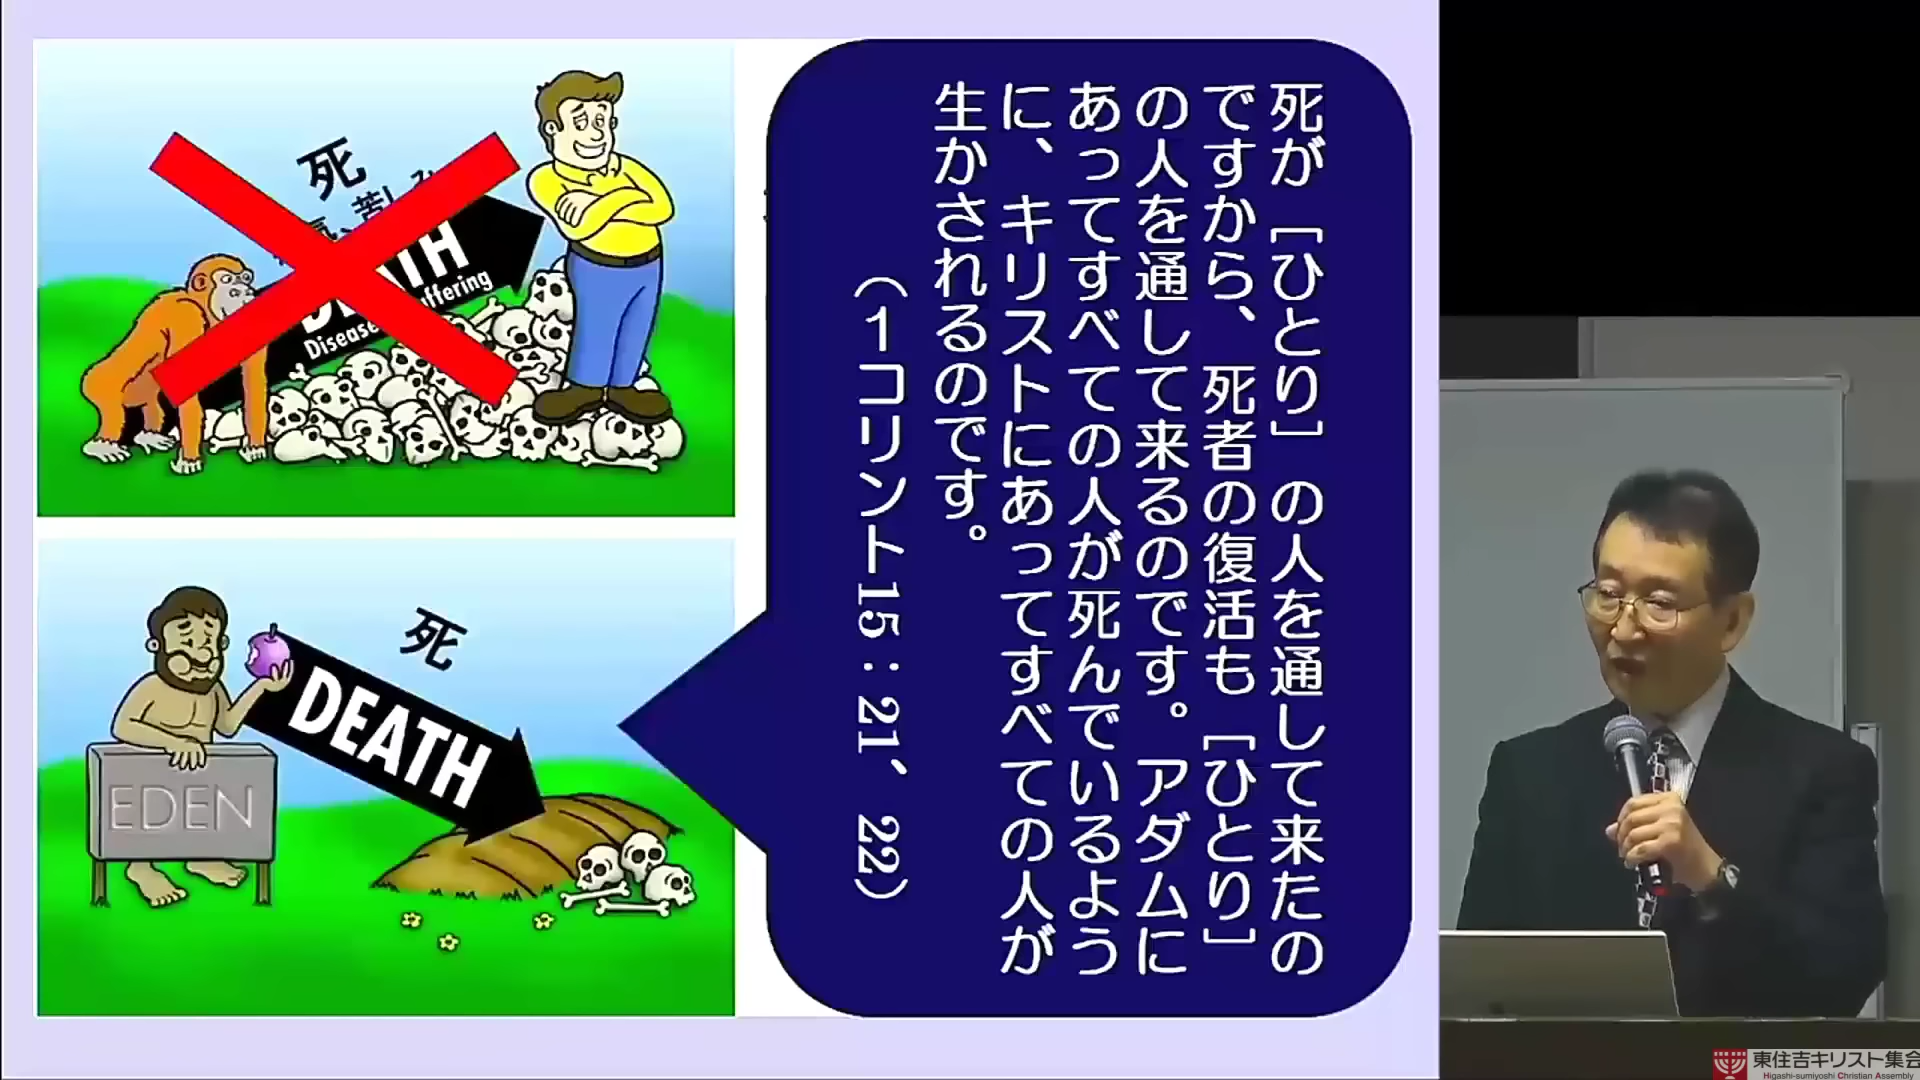 死が［ひとり］の人を通して来たの
ですから、死者の復活も［ひとり］
の人を通して来るのです。アダムに
あってすべての人が死んでいるよう
に、キリストにあってすべての人が
生かされるのです。
（１コリント15：21、22）
死
苦しみ
DEATH
Disease
死
DEATH
EDEN
東住吉キリスト集会
Higashi-sumiyoshi Christian Assembly